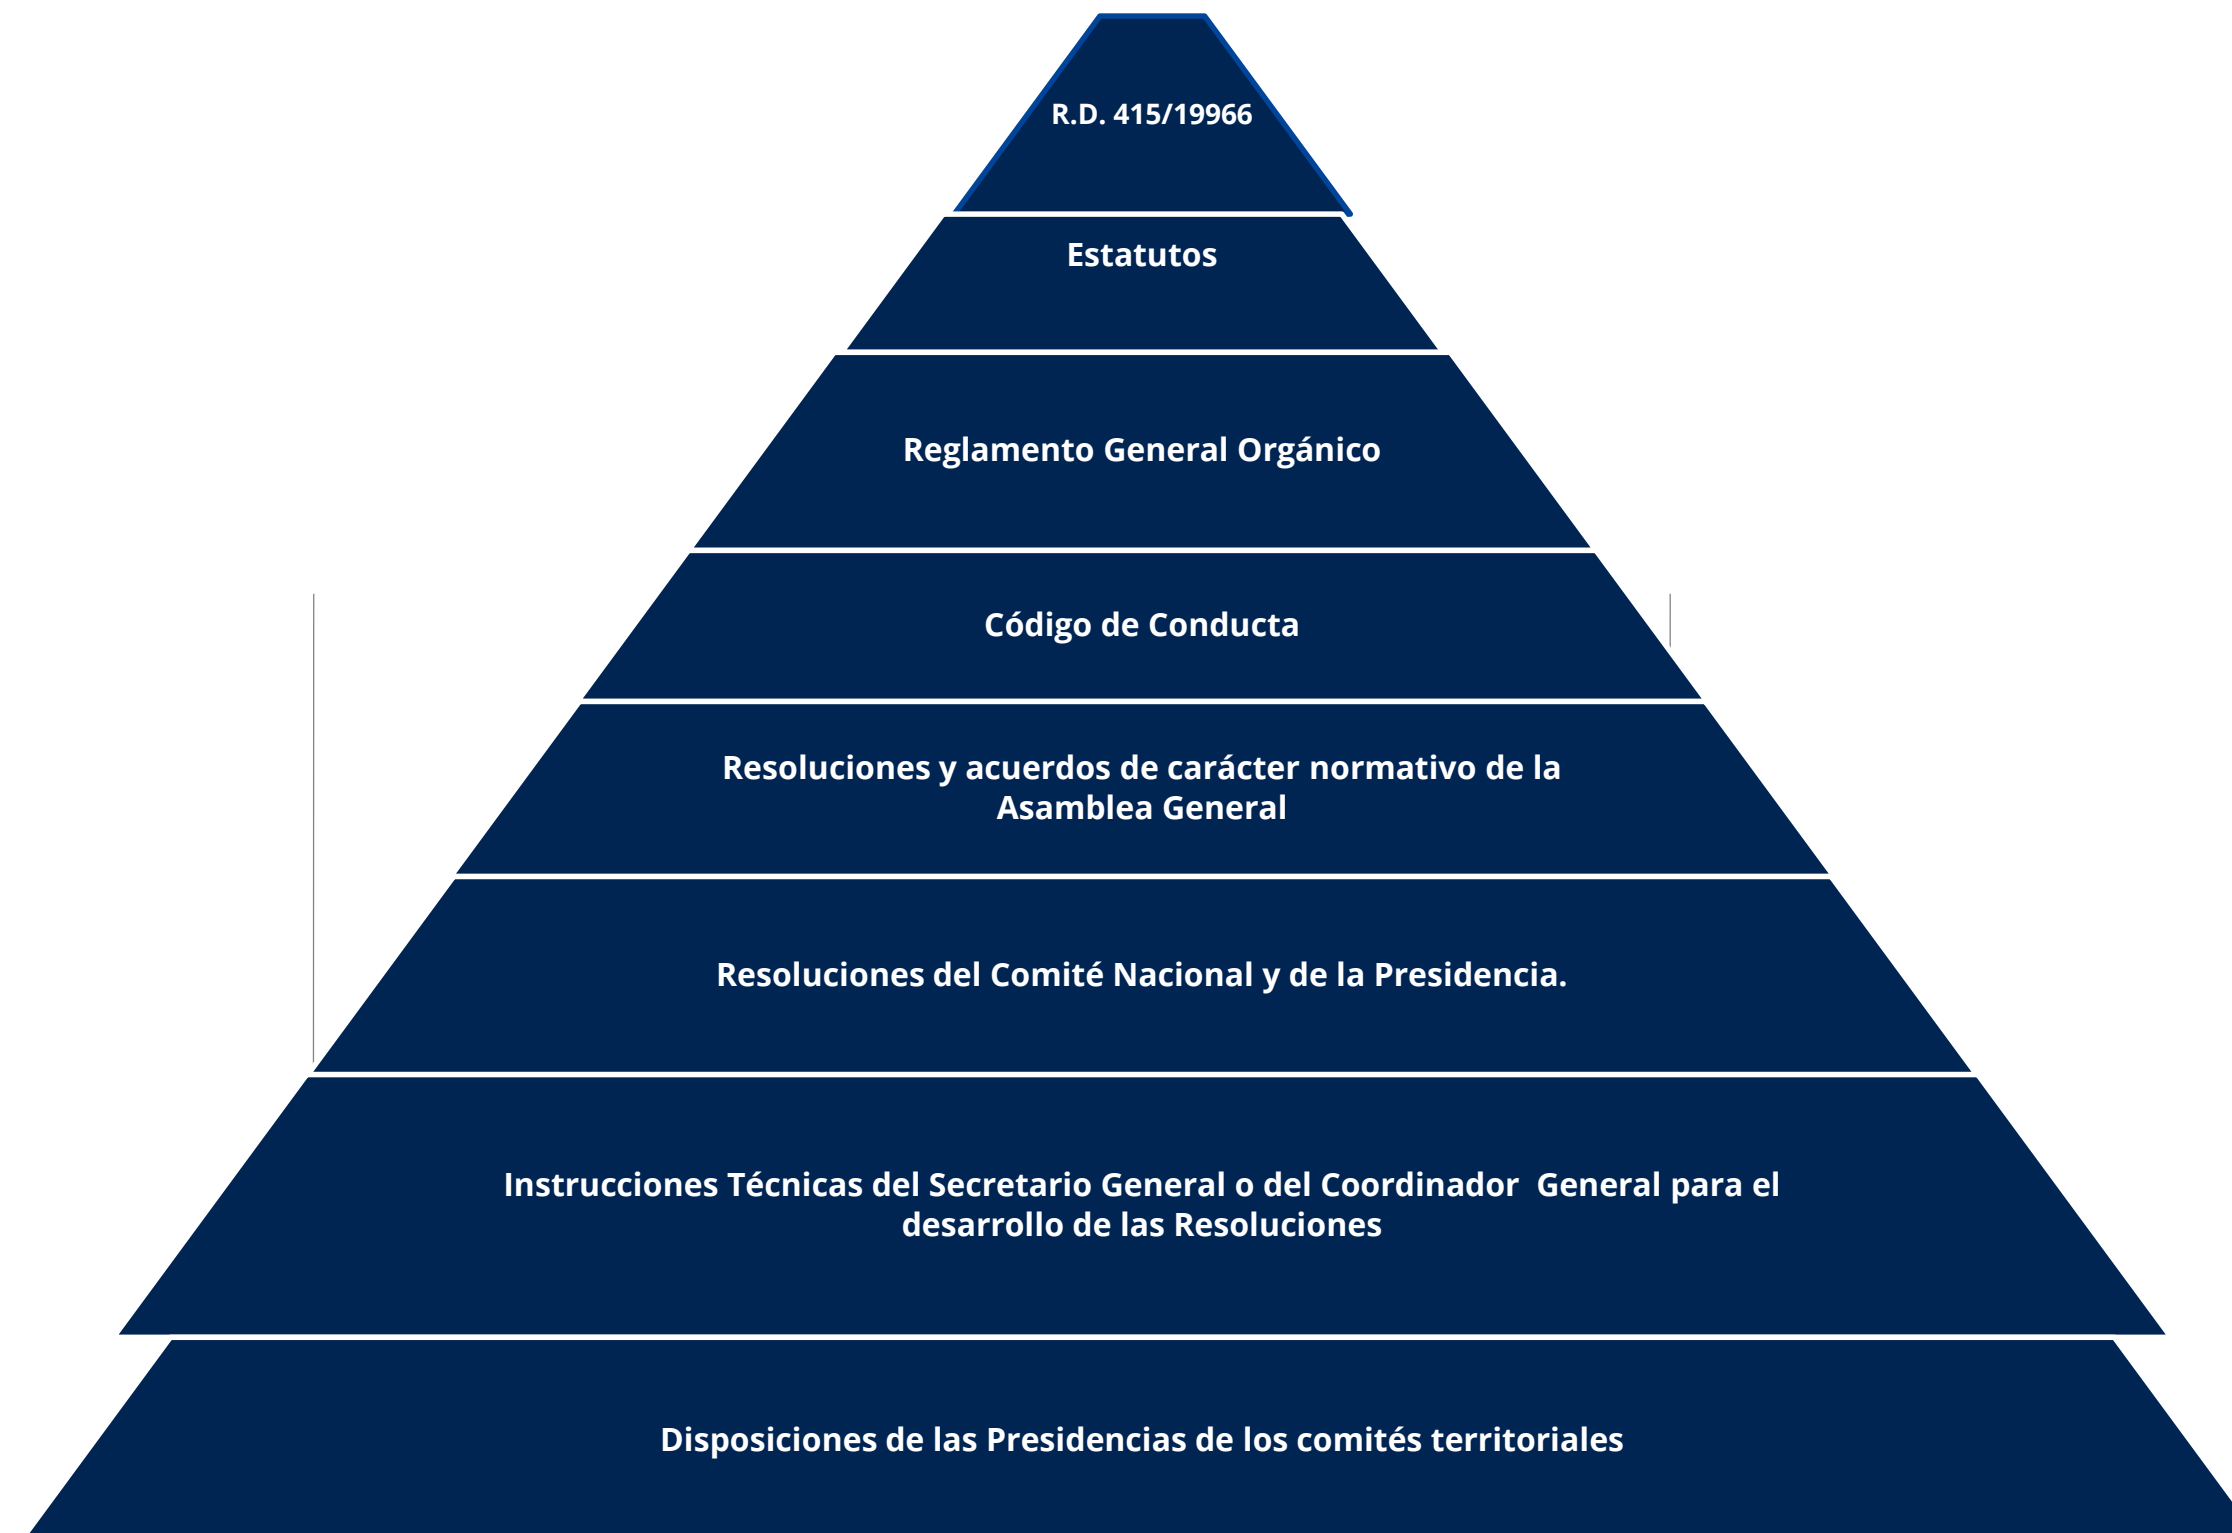 R.D. 415/19966
Estatutos
Reglamento General Orgánico
Código de Conducta
Resoluciones y acuerdos de carácter normativo de la
Asamblea General
Resoluciones del Comité Nacional y de la Presidencia.
Instrucciones Técnicas del Secretario General o del Coordinador  General para el
desarrollo de las Resoluciones
Disposiciones de las Presidencias de los comités territoriales